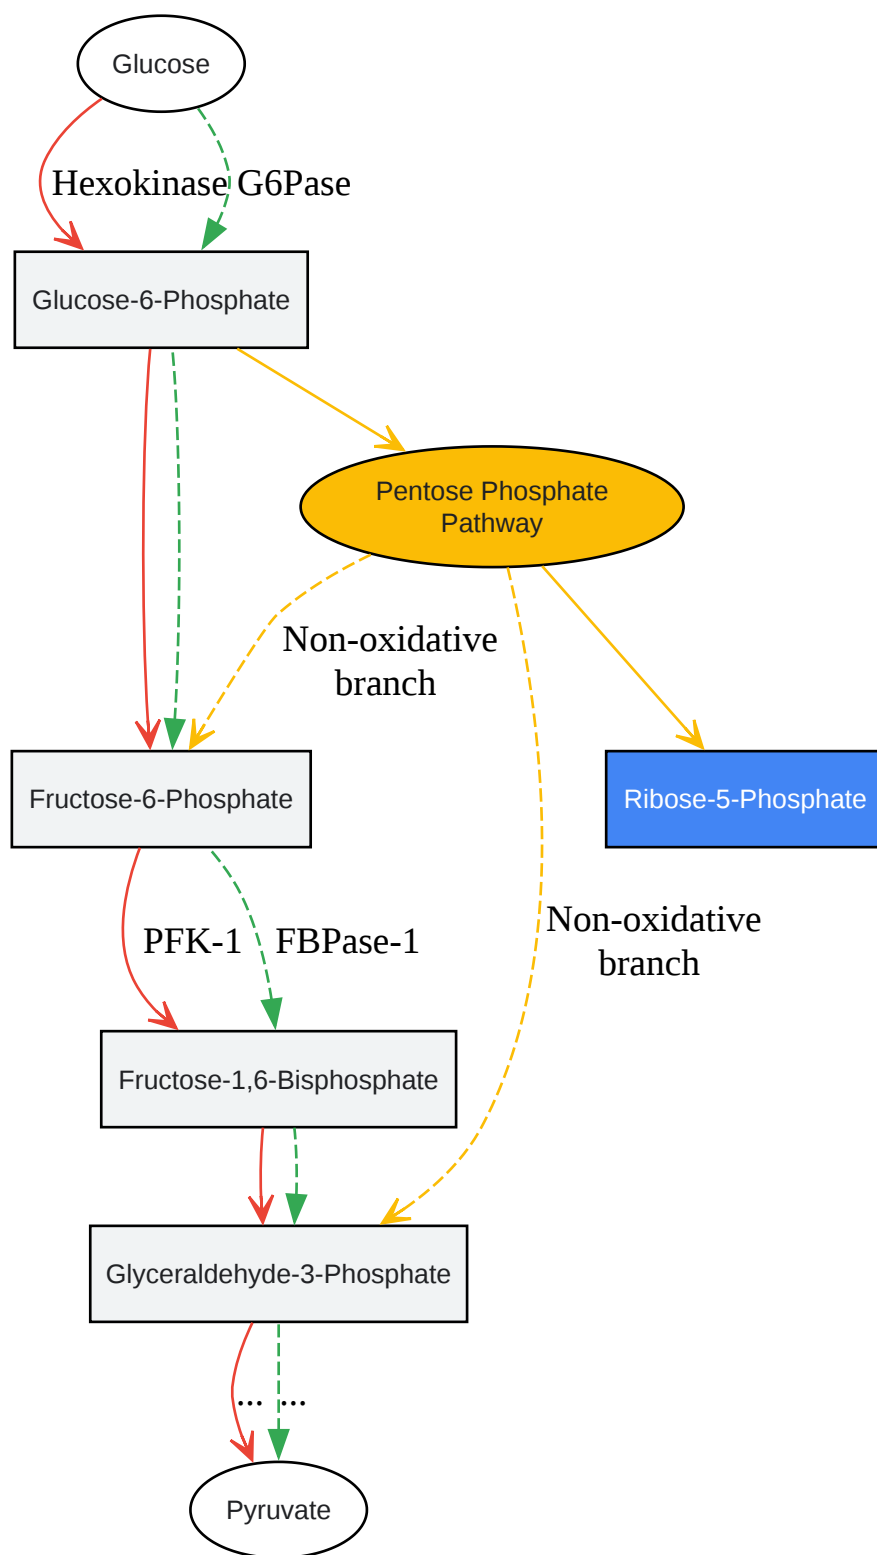 Glucose
Hexokinase G6Pase
Glucose-6-Phosphate
Pentose Phosphate
Pathway
Non-oxidative
branch
Fructose-6-Phosphate
Ribose-5-Phosphate
PFK-1
FBPase-1
Non-oxidative
branch
Fructose-1,6-Bisphosphate
Glyceraldehyde-3-Phosphate
... ...
Pyruvate